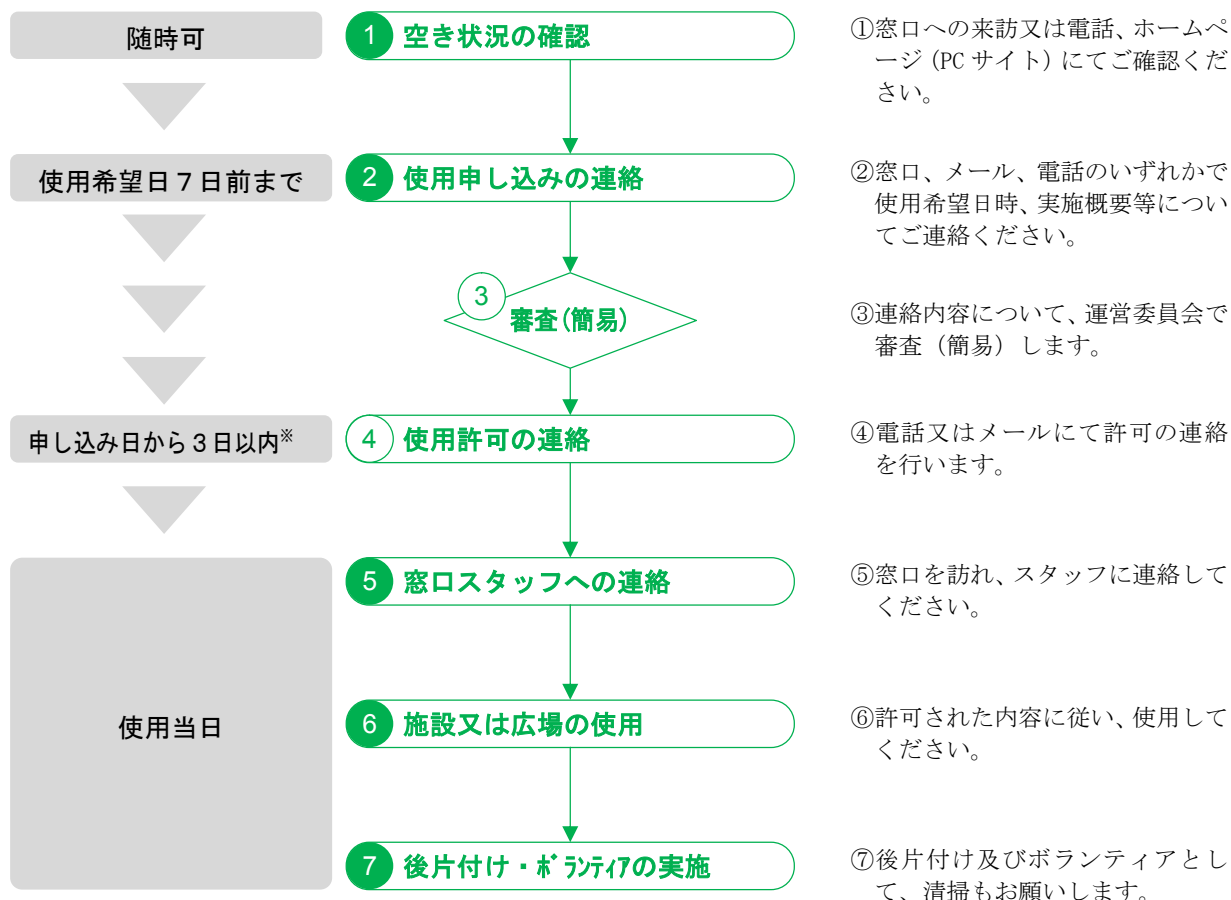 随時可
1 空き状況の確認
①窓口への来訪又は電話、ホームペ
ージ（PC サイト）にてご確認くだ
さい。
使用希望日７日前まで
2 使用申し込みの連絡
②窓口、メール、電話のいずれかで
使用希望日時、実施概要等につい
てご連絡ください。
3
審査(簡易)
③連絡内容について、運営委員会で
審査（簡易）します。
申し込み日から３日以内※
4 使用許可の連絡
④電話又はメールにて許可の連絡
を行います。
使用当日
5 窓口スタッフへの連絡
⑤窓口を訪れ、スタッフに連絡して
ください。
6 施設又は広場の使用
⑥許可された内容に従い、使用して
ください。
7 後片付け・ﾎﾞﾗﾝﾃｨｱの実施
⑦後片付け及びボランティアとし
て、清掃もお願いします。